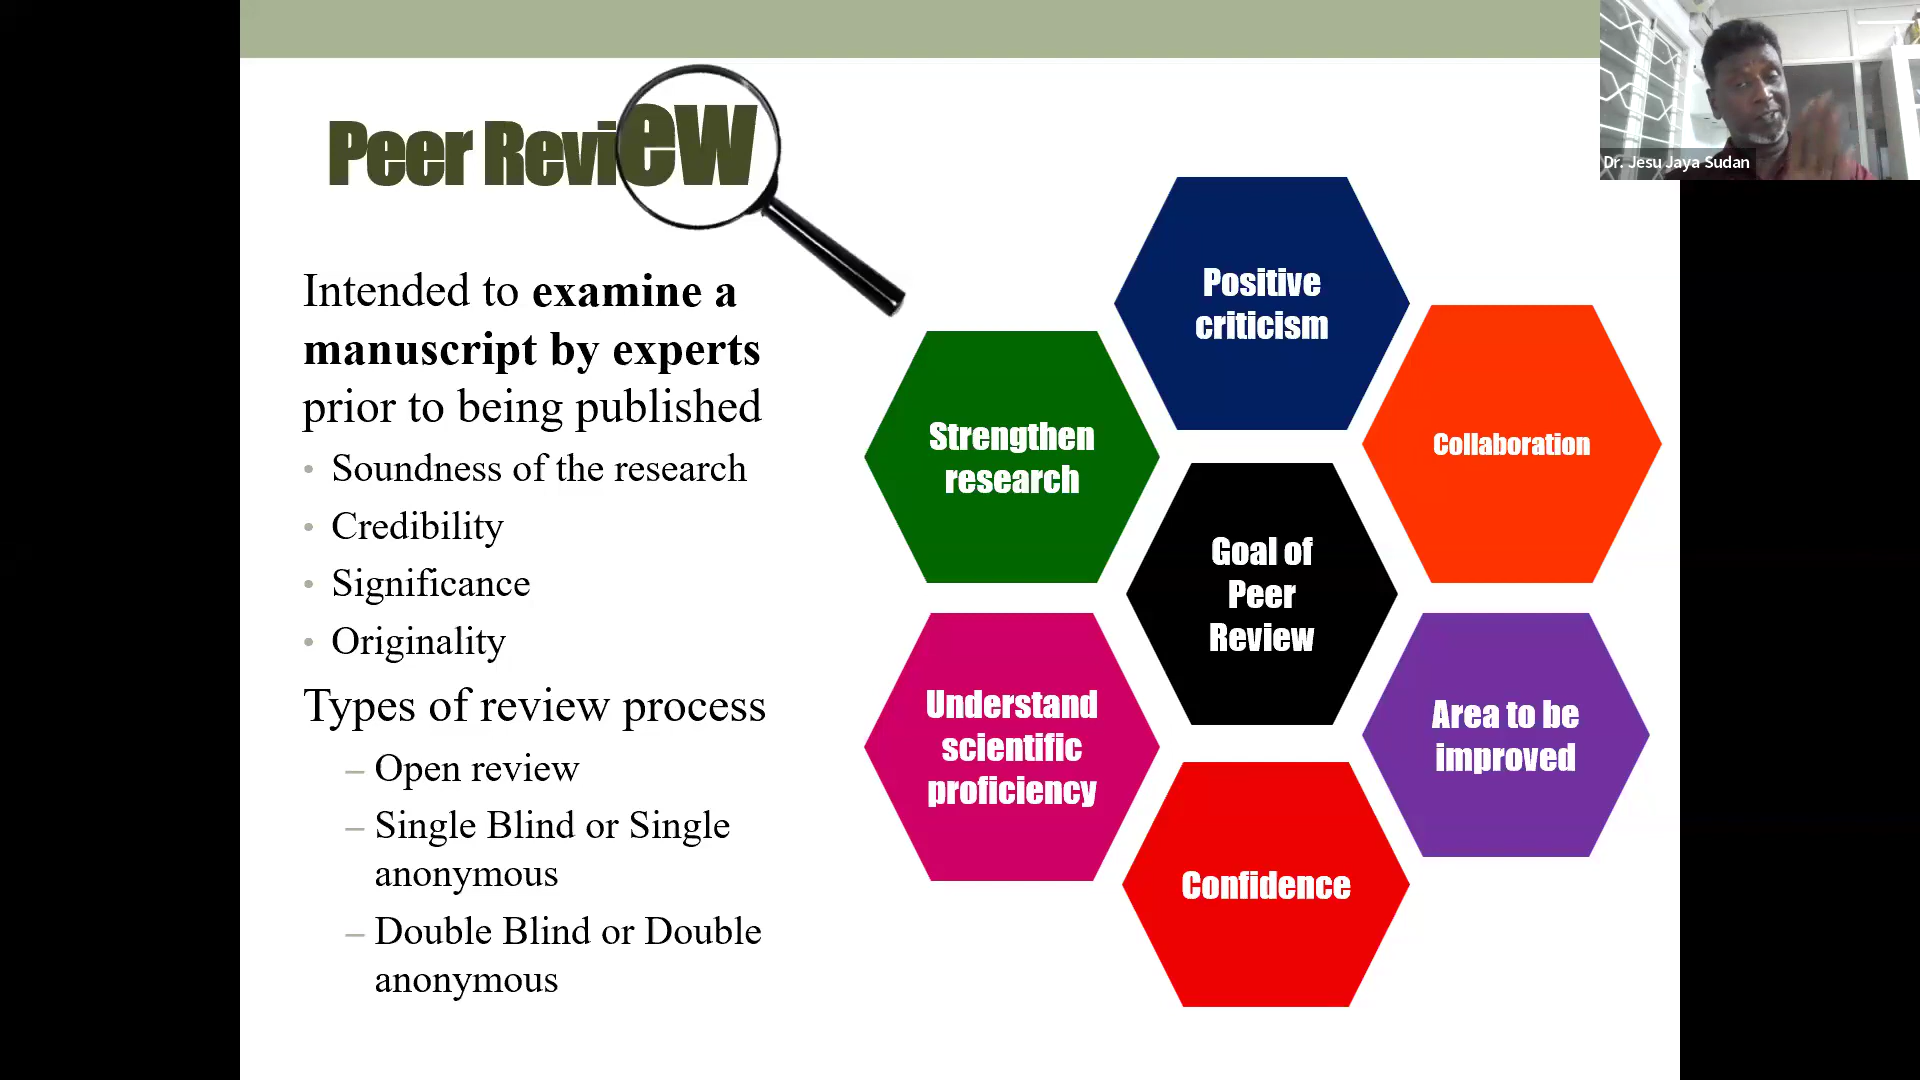 Peer Review
Intended to examine a
manuscript by experts
prior to being published
• Soundness of the research
• Credibility
• Significance
• Originality
Types of review process
– Open review
– Single Blind or Single
anonymous
– Double Blind or Double
anonymous
Positive
criticism
Strengthen
research
Collaboration
Goal of
Peer
Review
Understand
scientific
proficiency
Area to be
improved
Confidence
Dr. Jesu Jaya Sudan